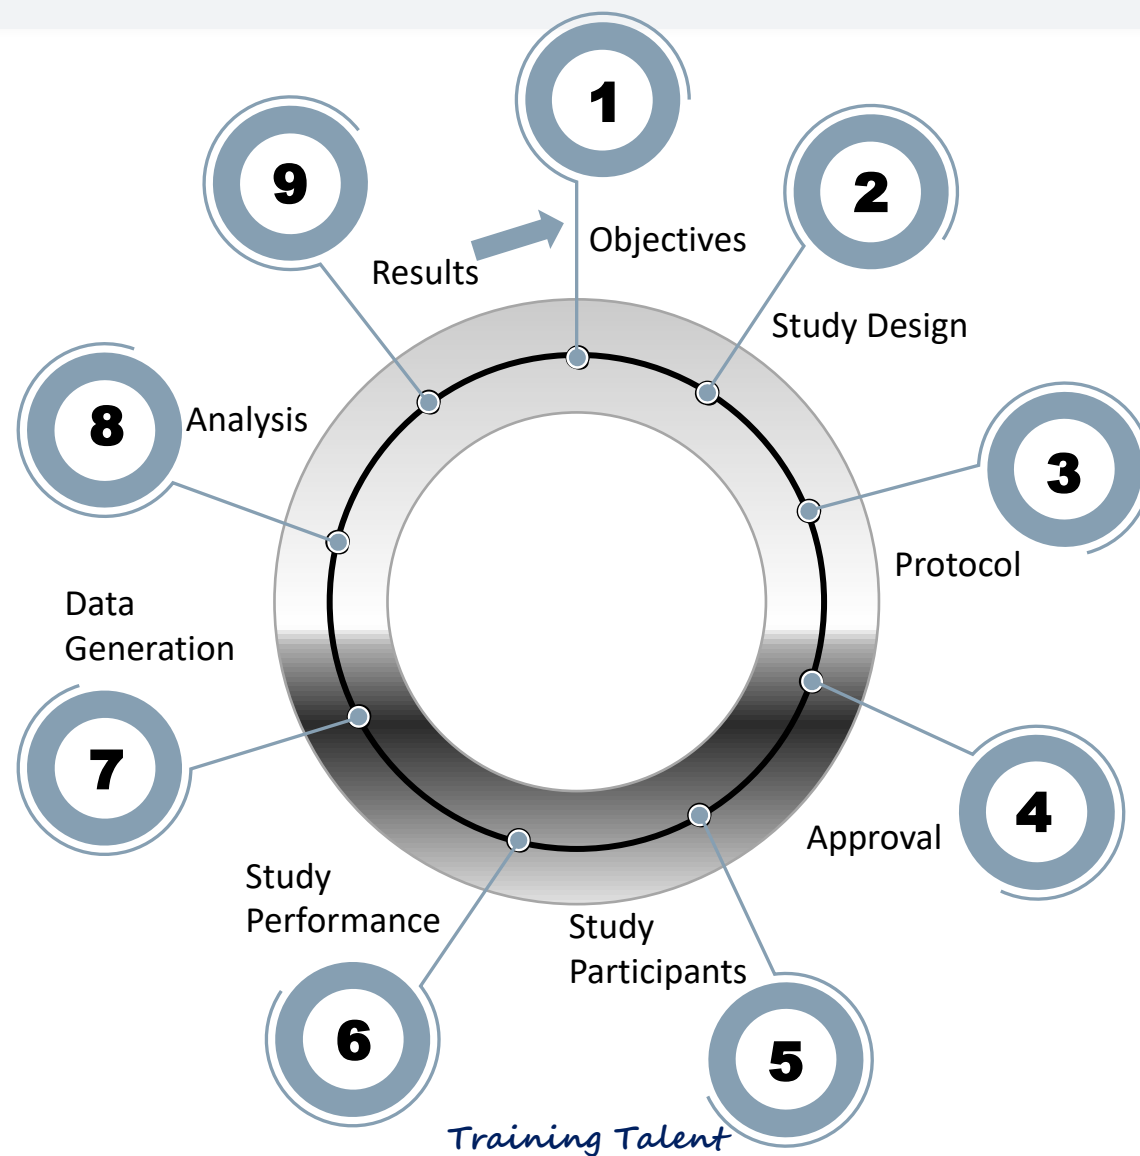 1
Objectives
2
Study Design
3
Protocol
4
Approval
5
Study
Participants
6
Study
Performance
7
Data
Generation
8
Analysis
9
Results
Training Talent